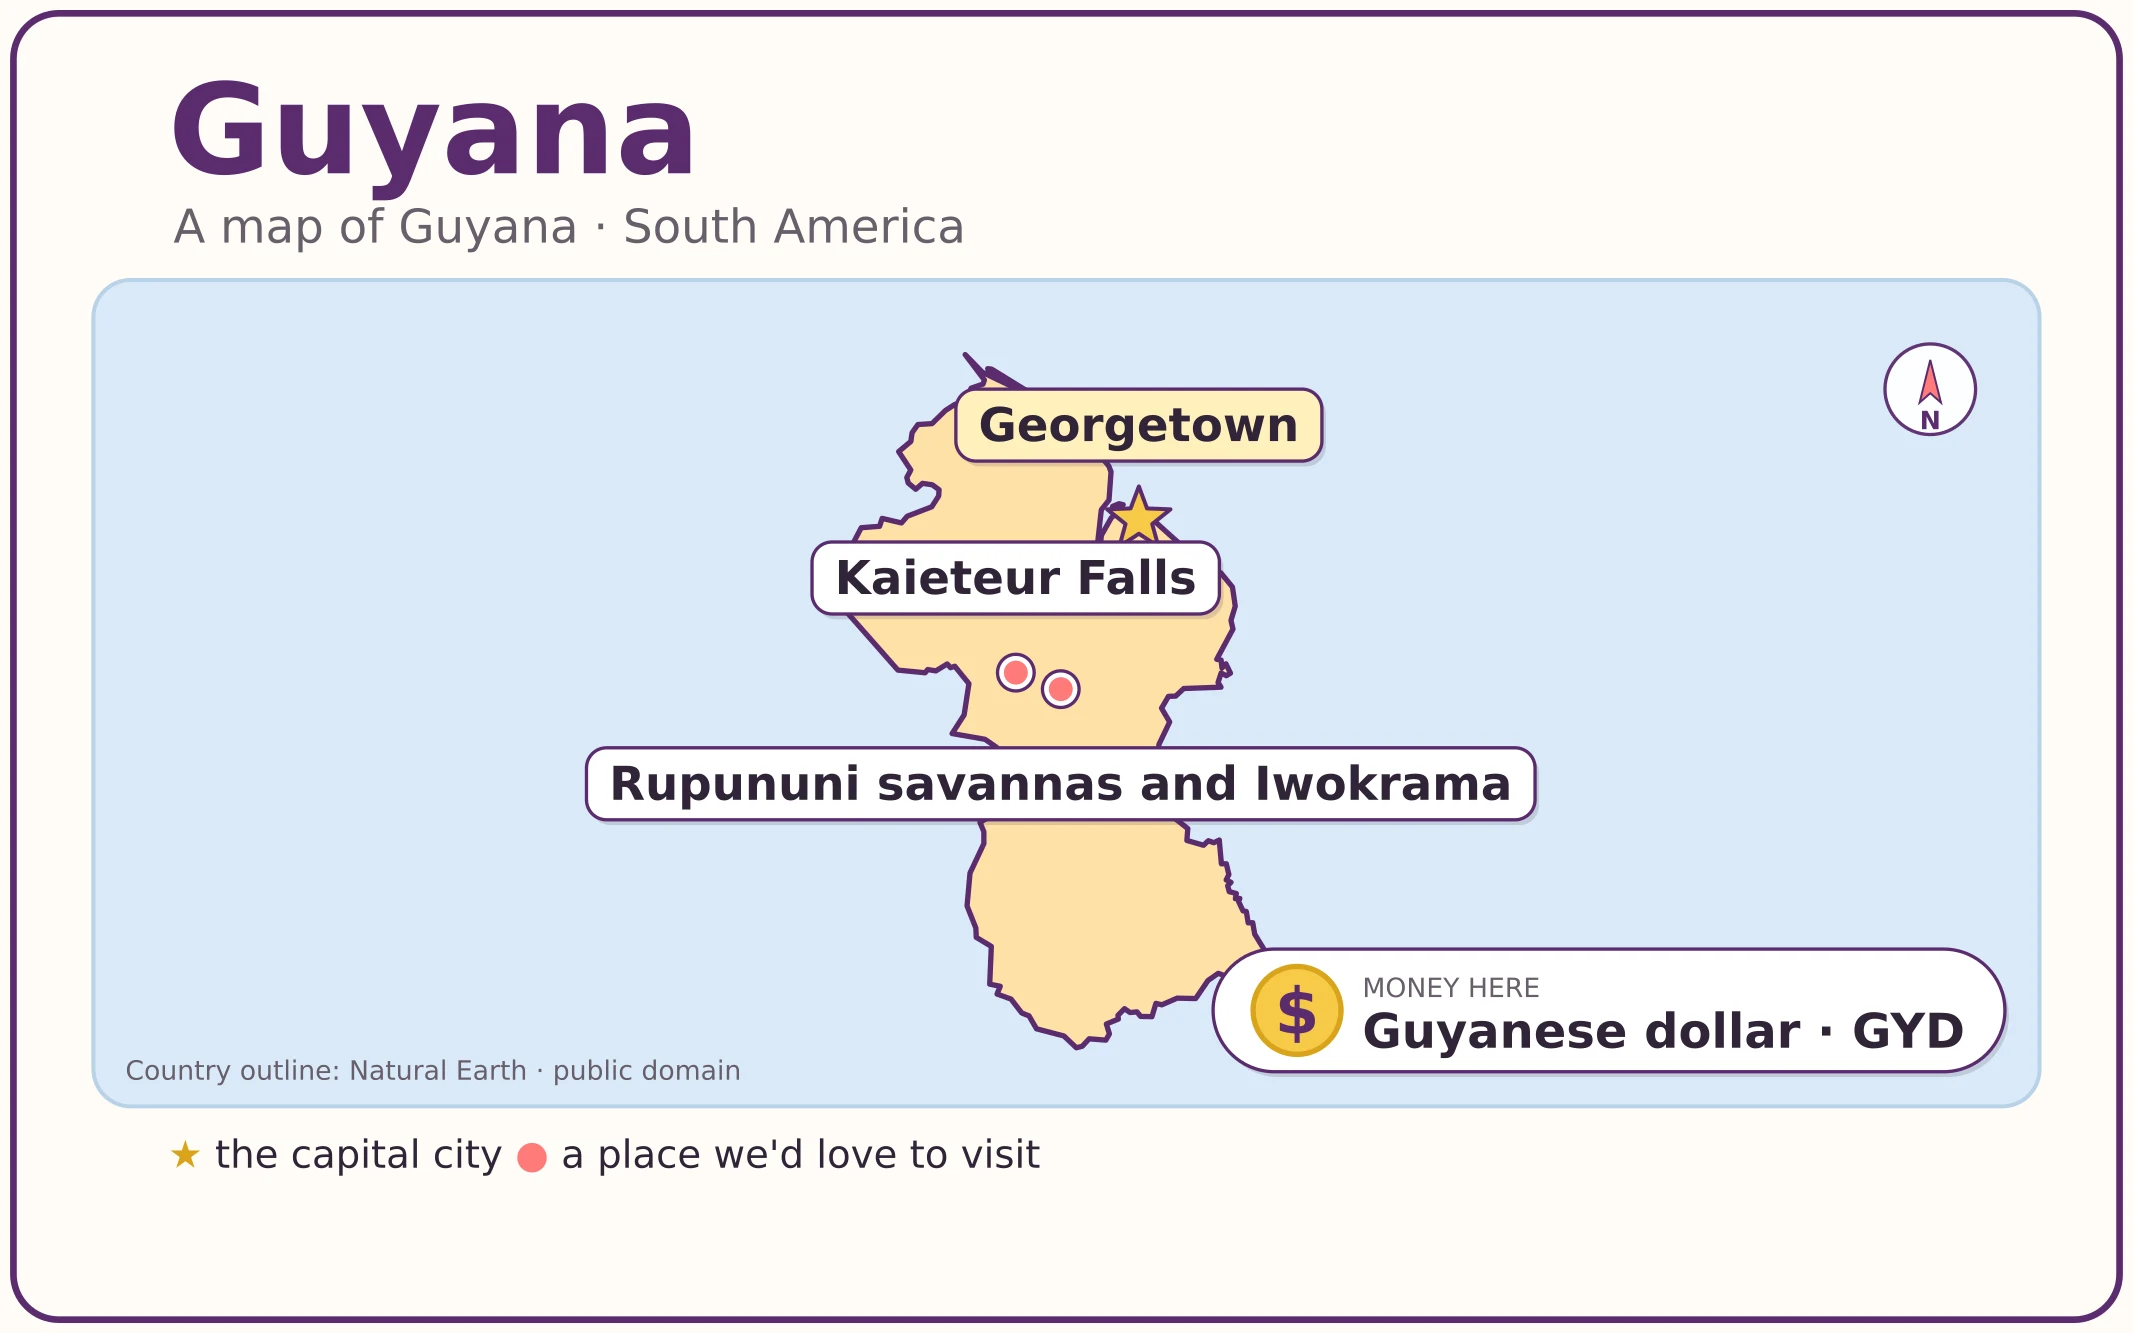 Guyana
A map of Guyana · South America
N
Georgetown
Kaieteur Falls
Rupununi savannas and Iwokrama
$
MONEY HERE
Guyanese dollar · GYD
Country outline: Natural Earth · public domain
★ the capital city ● a place we'd love to visit